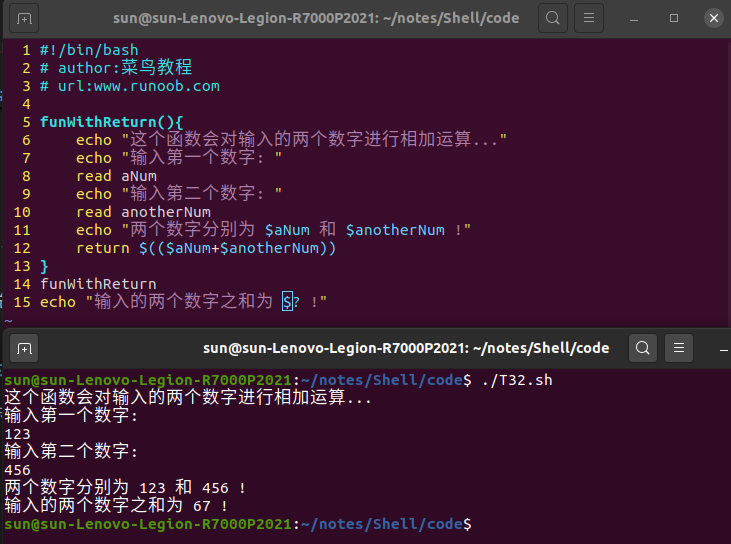 sun@sun-Lenovo-Legion-R7000P2021: ~/notes/Shell/code
1 #!/bin/bash
2 # author:菜鸟教程
3 # url:www.runoob.com
4
5 funWithReturn(){
6     echo "这个函数会对输入的两个数字进行相加运算..."
7     echo "输入第一个数字: "
8     read aNum
9     echo "输入第二个数字: "
10     read anotherNum
11     echo "两个数字分别为 $aNum 和 $anotherNum !"
12     return $(($aNum+$anotherNum))
13 }
14 funWithReturn
15 echo "输入的两个数字之和为 $? !"
~
sun@sun-Lenovo-Legion-R7000P2021: ~/notes/Shell/code
sun@sun-Lenovo-Legion-R7000P2021:~/notes/Shell/code$ ./T32.sh
这个函数会对输入的两个数字进行相加运算...
输入第一个数字:
123
输入第二个数字:
456
两个数字分别为 123 和 456 !
输入的两个数字之和为 67 !
sun@sun-Lenovo-Legion-R7000P2021:~/notes/Shell/code$